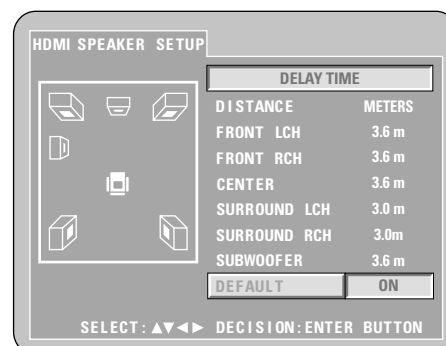 HDMI SPEAKER SETUP
DELAY TIME
DISTANCE METERS
FRONT LCH 3.6 m
FRONT RCH 3.6 m
CENTER 3.6 m
SURROUND LCH 3.0 m
SURROUND RCH 3.0m
SUBWOOFER 3.6 m
DEFAULT ON
SELECT:▲▼◄► DECISION:ENTER BUTTON